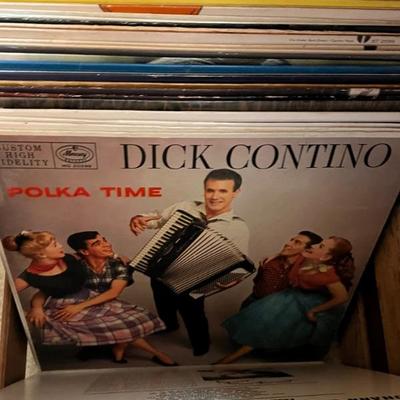 CUSTOM
HIGH
FIDELITY
Mercury
DICK CONTINO
POLKA TIME